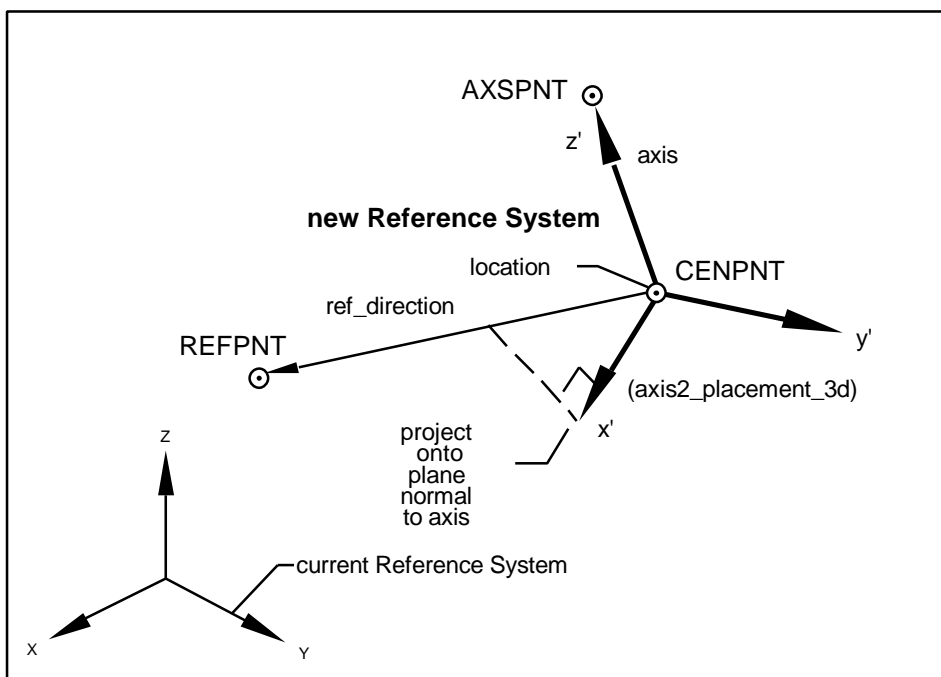 AXSPNT
z'
axis
new Reference System
location
CENPNT
ref_direction
REFPNT
y'
(axis2_placement_3d)
x'
project
onto
plane
normal
to axis
Z
current Reference System
X
Y